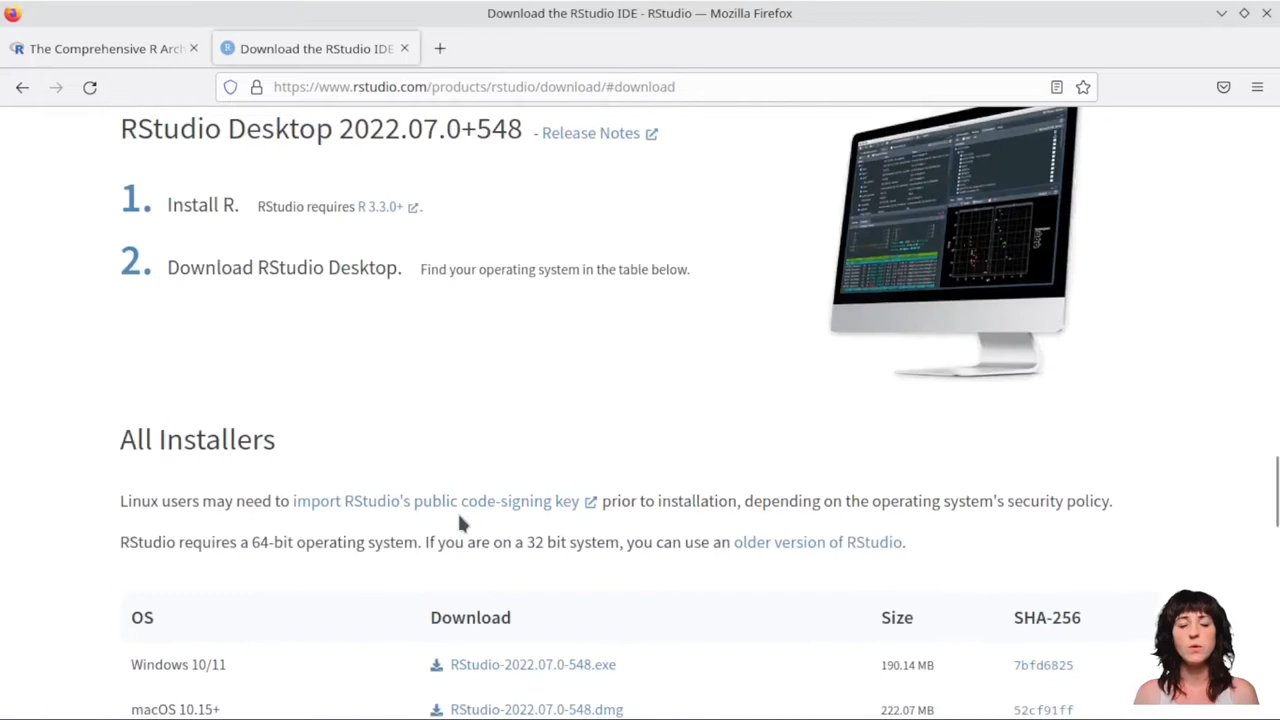 Download the RStudio IDE - RStudio — Mozilla Firefox
The Comprehensive R Arch
Download the RStudio IDE
https://www.rstudio.com/products/rstudio/download/#download
RStudio Desktop 2022.07.0+548 - Release Notes
1. Install R. RStudio requires R 3.3.0+.
2. Download RStudio Desktop. Find your operating system in the table below.
All Installers
Linux users may need to import RStudio's public code-signing key prior to installation, depending on the operating system's security policy.
RStudio requires a 64-bit operating system. If you are on a 32 bit system, you can use an older version of RStudio.
OS Download Size SHA-256
Windows 10/11 RStudio-2022.07.0-548.exe 190.14 MB 7bfd6825
macOS 10.15+ RStudio-2022.07.0-548.dmg 222.07 MB 52cf91ff